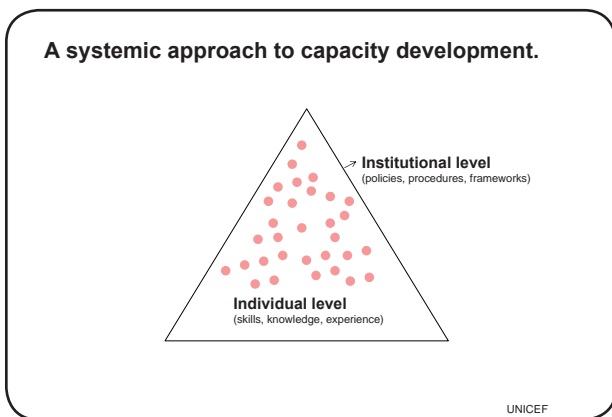 A systemic approach to capacity development.
Institutional level
(policies, procedures, frameworks)
Individual level
(skills, knowledge, experience)
UNICEF